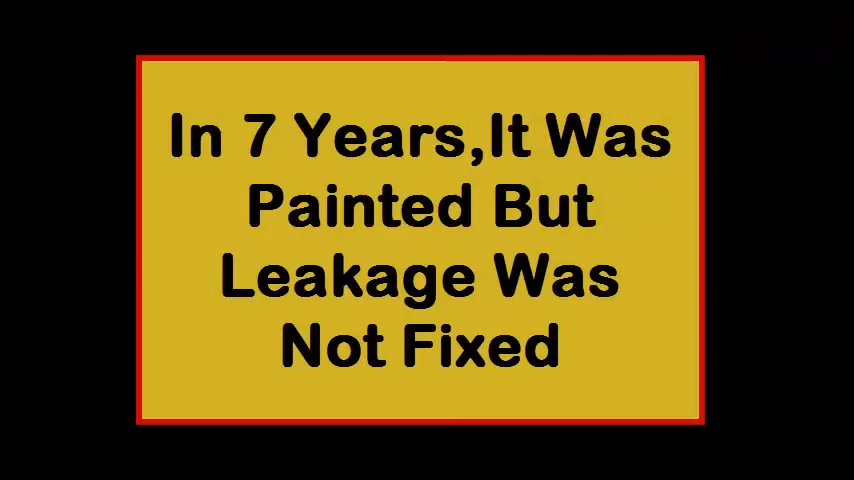 In 7 Years,It Was
Painted But
Leakage Was
Not Fixed